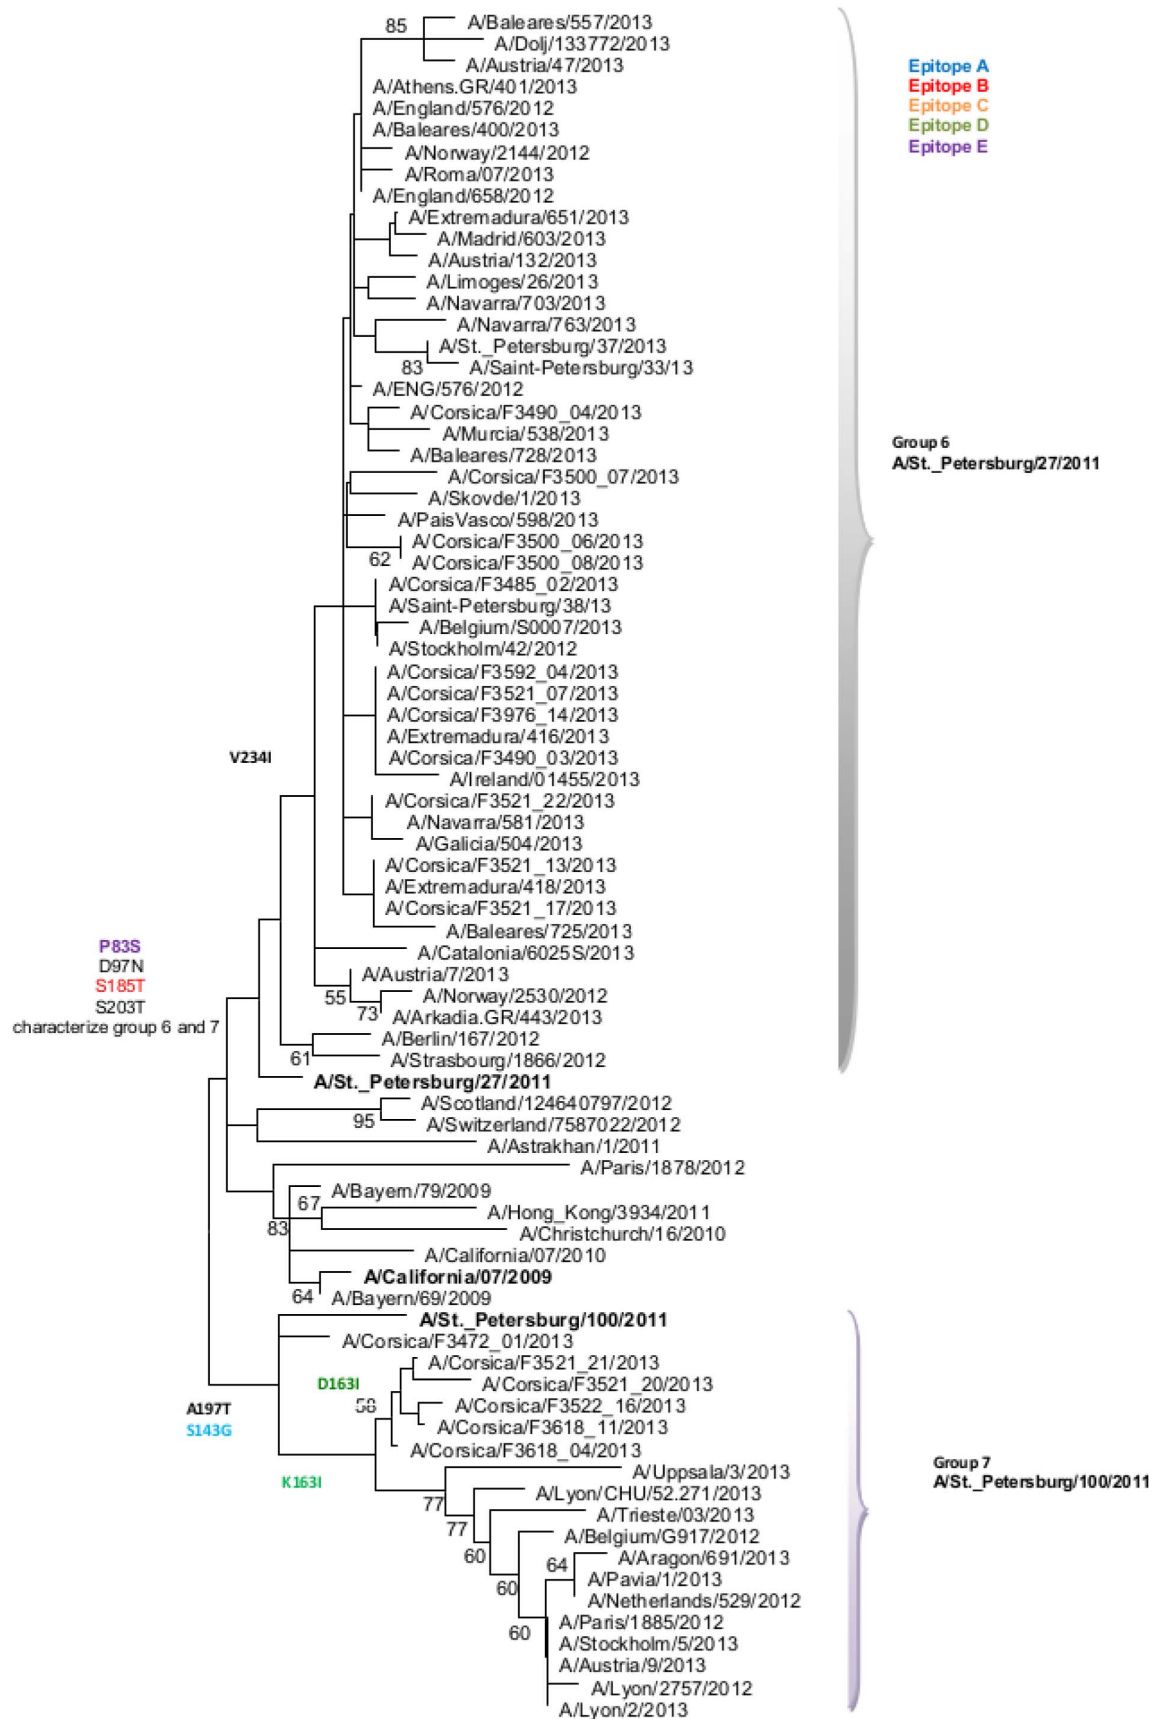 85
A/Baleares/557/2013
A/Dolj/133772/2013
A/Austria/47/2013
A/Athens.GR/401/2013
A/England/576/2012
A/Baleares/400/2013
A/Norway/2144/2012
A/Roma/07/2013
A/England/658/2012
A/Extremadura/651/2013
A/Madrid/603/2013
A/Austria/132/2013
A/Limoges/26/2013
A/Navarra/703/2013
A/Navarra/763/2013
A/St._Petersburg/37/2013
83
A/Saint-Petersburg/33/13
A/ENG/576/2012
A/Corsica/F3490_04/2013
A/Murcia/538/2013
A/Baleares/728/2013
A/Corsica/F3500_07/2013
A/Skovde/1/2013
A/PaisVasco/598/2013
A/Corsica/F3500_06/2013
62
A/Corsica/F3500_08/2013
A/Corsica/F3485_02/2013
A/Saint-Petersburg/38/13
A/Belgium/S0007/2013
A/Stockholm/42/2012
A/Corsica/F3592_04/2013
A/Corsica/F3521_07/2013
A/Corsica/F3976_14/2013
A/Extremadura/416/2013
A/Corsica/F3490_03/2013
A/Ireland/01455/2013
A/Corsica/F3521_22/2013
A/Navarra/581/2013
A/Galicia/504/2013
A/Corsica/F3521_13/2013
A/Extremadura/418/2013
A/Corsica/F3521_17/2013
A/Baleares/725/2013
A/Catalonia/6025S/2013
A/Austria/7/2013
55
A/Norway/2530/2012
73
A/Arkadia.GR/443/2013
A/Berlin/167/2012
61
A/Strasbourg/1866/2012
A/St._Petersburg/27/2011
A/Scotland/124640797/2012
95
A/Switzerland/7587022/2012
A/Astrakhan/1/2011
A/Paris/1878/2012
A/Bayern/79/2009
67
A/Hong_Kong/3934/2011
83
A/Christchurch/16/2010
A/California/07/2010
A/California/07/2009
64
A/Bayern/69/2009
A/St._Petersburg/100/2011
A/Corsica/F3472_01/2013
A/Corsica/F3521_21/2013
A/Corsica/F3521_20/2013
58
A/Corsica/F3522_16/2013
A/Corsica/F3618_11/2013
A/Corsica/F3618_04/2013
A/Uppsala/3/2013
77
A/Lyon/CHU/52.271/2013
77
A/Trieste/03/2013
A/Belgium/G917/2012
60
A/Aragon/691/2013
64
A/Pavia/1/2013
60
A/Netherlands/529/2012
A/Paris/1885/2012
60
A/Stockholm/5/2013
A/Austria/9/2013
A/Lyon/2757/2012
A/Lyon/2/2013
V234I
P83S
D97N
S185T
S203T
characterize group 6 and 7
D163I
A197T
S143G
K163I
Epitope A
Epitope B
Epitope C
Epitope D
Epitope E
Group 6
A/St._Petersburg/27/2011
Group 7
A/St._Petersburg/100/2011